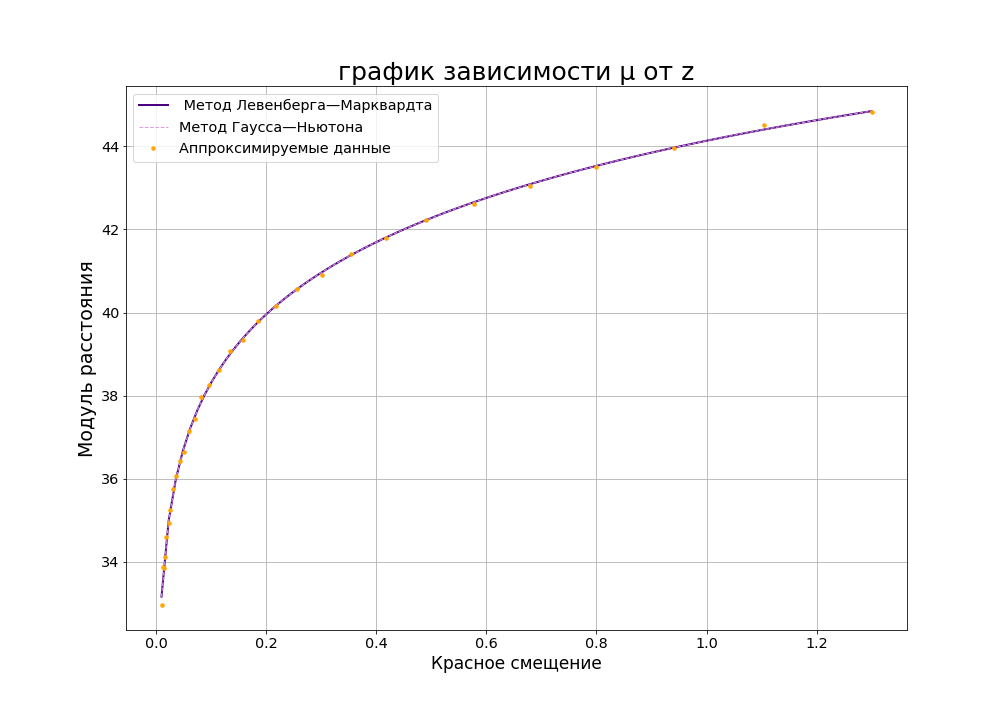 график зависимости μ от z
Метод Левенберга—Марквардта
Метод Гаусса—Ньютона
Аппроксимируемые данные
Модуль расстояния
44
42
40
38
36
34
0.0 0.2 0.4 0.6 0.8 1.0 1.2
Красное смещение